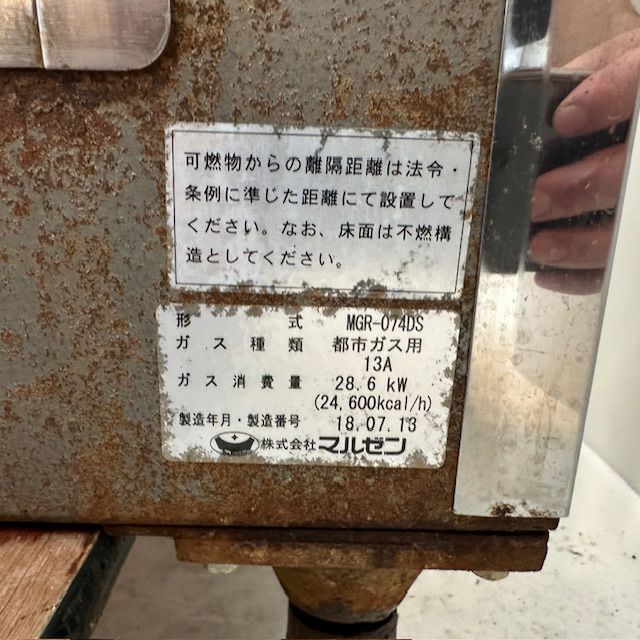 可燃物からの離隔距離は法令・
条例に準じた距離にて設置して
ください。なお、床面は不燃構
造としてください。
形式 MGR-074DS
ガス種類 都市ガス用
13A
ガス消費量 28.6 kW
(24,600kcal/h)
製造年月・製造番号 18.07.13
株式会社マルゼン